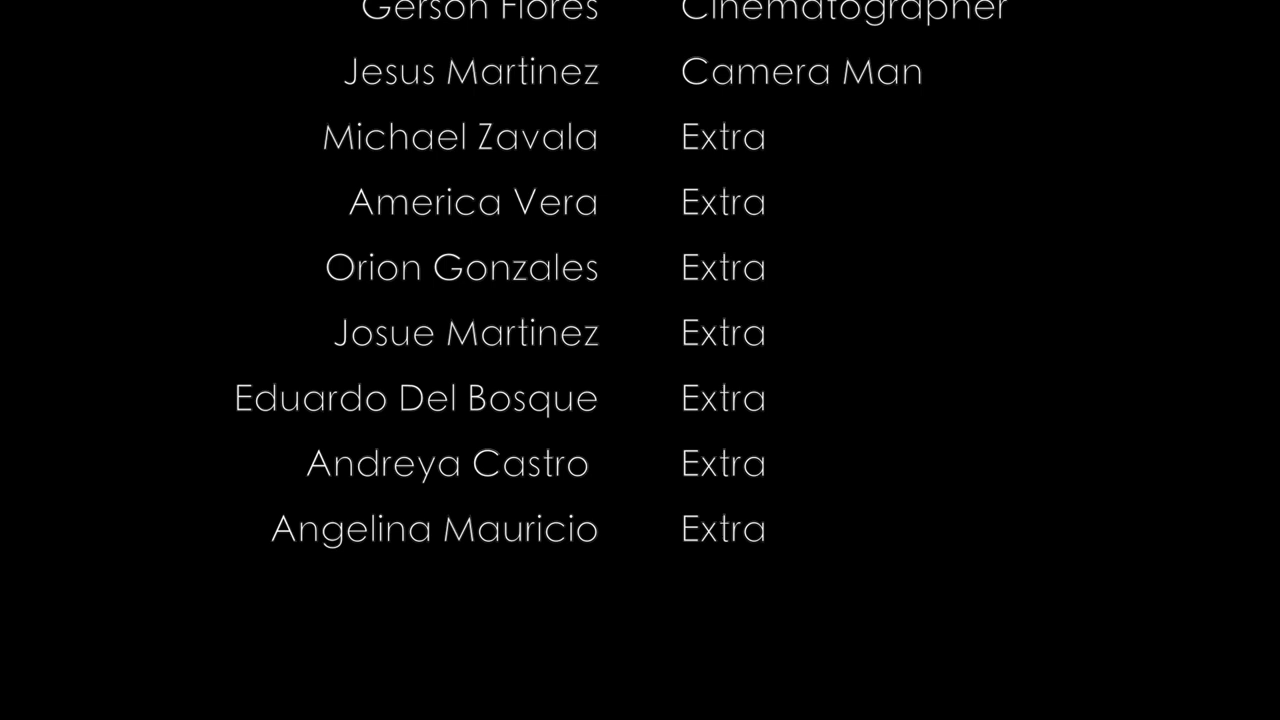 Gerson Flores Cinematographer
Jesus Martinez Camera Man
Michael Zavala Extra
America Vera Extra
Orion Gonzales Extra
Josue Martinez Extra
Eduardo Del Bosque Extra
Andreya Castro Extra
Angelina Mauricio Extra